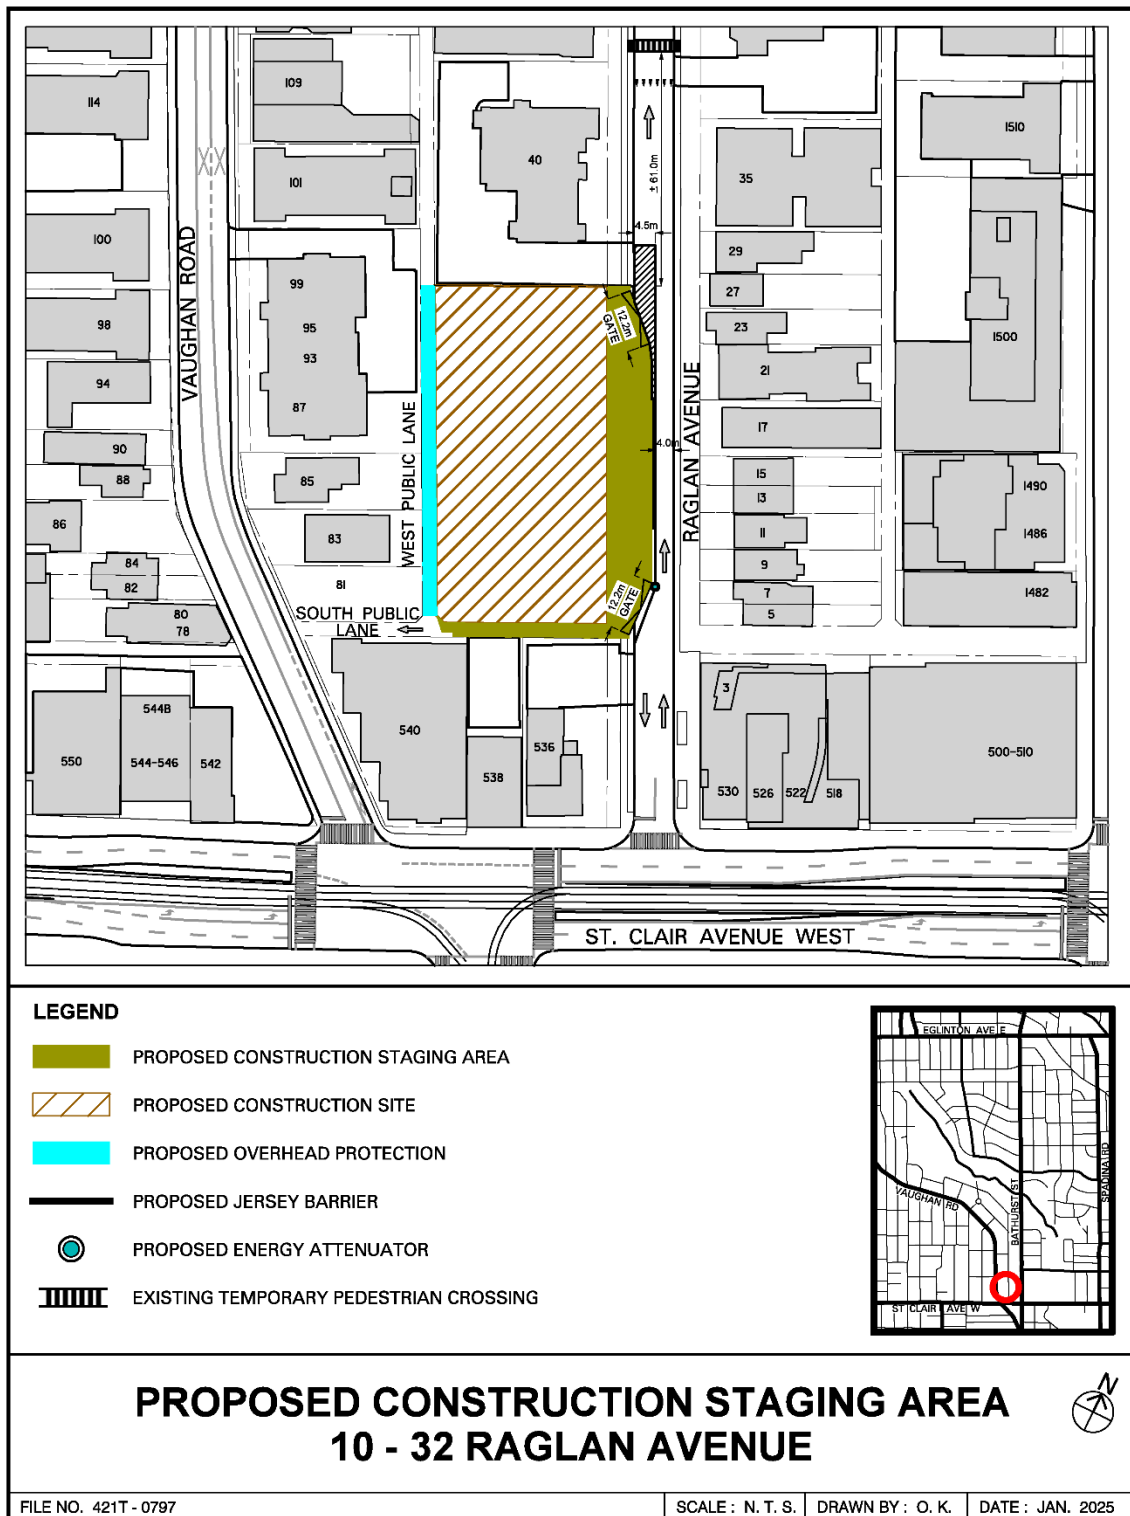 109
114
40
1510
± 61.0m
101
35
4.5m
100
29
99
27
98
95
12.2m
GATE
23
1500
93
VAUGHAN ROAD
21
94
87
RAGLAN AVENUE
17
90
4.0m
88
85
WEST PUBLIC LANE
15
1490
13
86
83
11
1486
84
9
82
81
12.2m
GATE
7
1482
80
SOUTH PUBLIC
LANE
5
78
3
544B
540
536
550
544-546
542
538
530
526
522
518
500-510
ST. CLAIR AVENUE WEST
LEGEND
PROPOSED CONSTRUCTION STAGING AREA
PROPOSED CONSTRUCTION SITE
PROPOSED OVERHEAD PROTECTION
PROPOSED JERSEY BARRIER
PROPOSED ENERGY ATTENUATOR
EXISTING TEMPORARY PEDESTRIAN CROSSING
EGLINTON AVE E
SPADINA RD
BATHURST ST
VAUGHAN RD
ST CLAIR AVE W
PROPOSED CONSTRUCTION STAGING AREA
10 - 32 RAGLAN AVENUE
N
FILE NO. 421T - 0797
SCALE : N. T. S.
DRAWN BY : O. K.
DATE : JAN. 2025